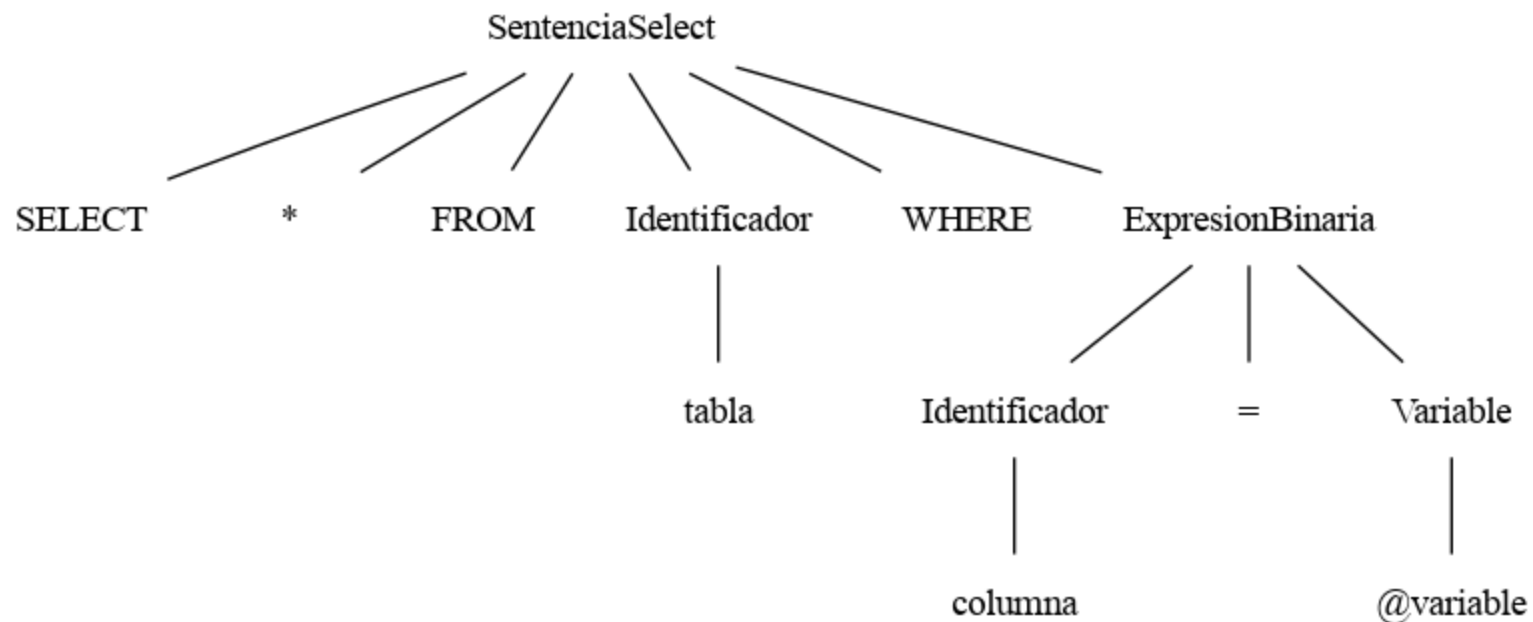 SentenciaSelect
SELECT * FROM Identificador WHERE ExpresionBinaria
tabla Identificador = Variable
columna @variable